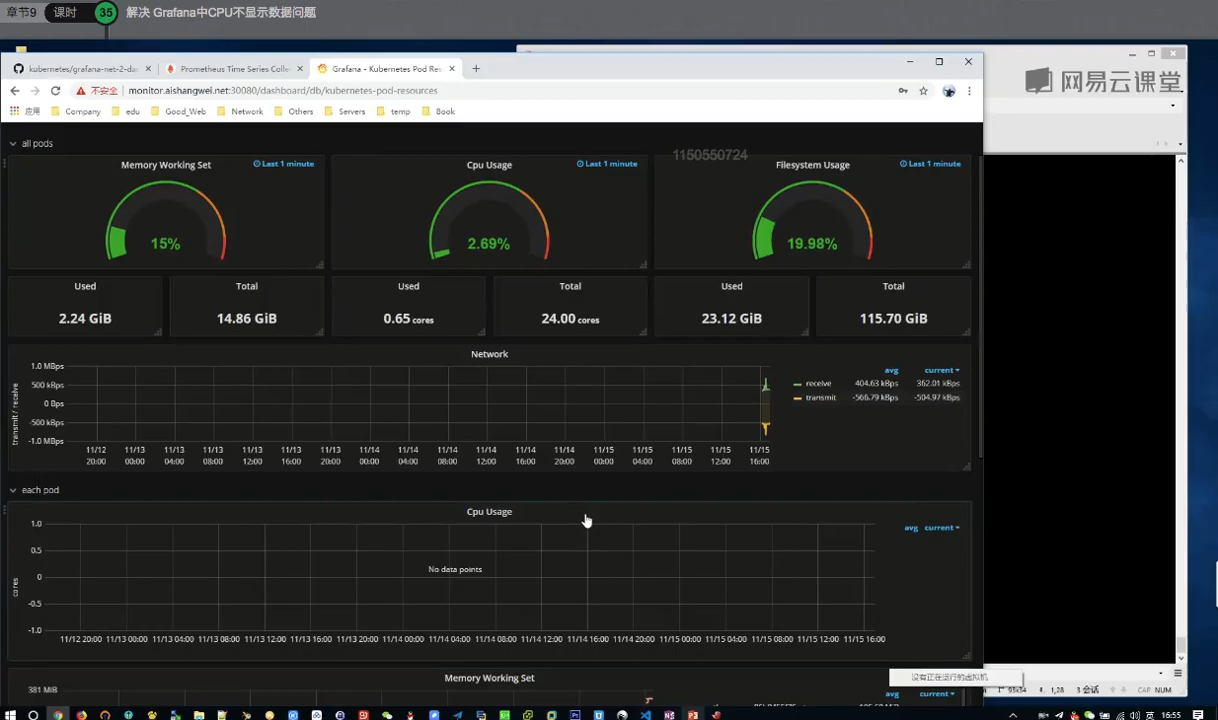 章节9 课时 35 解决 Grafana中CPU不显示数据问题
kubernetes/grafana-net-2-da
Prometheus Time Series Colle
Grafana - Kubernetes Pod Res
不安全 monitor.aishangwei.net:30080/dashboard/db/kubernetes-pod-resources
网易云课堂
应用 Company edu Good_Web Network Others Servers temp Book
all pods
1150550724
Memory Working Set Last 1 minute
Cpu Usage Last 1 minute
Filesystem Usage Last 1 minute
15%
2.69%
19.98%
Used Total Used Total Used Total
2.24 GiB 14.86 GiB 0.65 cores 24.00 cores 23.12 GiB 115.70 GiB
Network
transmit / receive
1.0 MBps
500 kBps
0 Bps
-500 kBps
-1.0 MBps
avg current
receive 404.63 kBps 362.01 kBps
transmit -566.79 kBps -504.97 kBps
11/12 11/13 11/13 11/13 11/13 11/13 11/13 11/14 11/14 11/14 11/14 11/14 11/14 11/15 11/15 11/15 11/15 11/15
20:00 00:00 04:00 08:00 12:00 16:00 20:00 00:00 04:00 08:00 12:00 16:00 20:00 00:00 04:00 08:00 12:00 16:00
each pod
Cpu Usage
avg current
cores
1.0
0.5
0
-0.5
-1.0
No data points
11/12 20:00 11/13 00:00 11/13 04:00 11/13 08:00 11/13 12:00 11/13 16:00 11/13 20:00 11/14 00:00 11/14 04:00 11/14 08:00 11/14 12:00 11/14 16:00 11/14 20:00 11/15 00:00 11/15 04:00 11/15 08:00 11/15 12:00 11/15 16:00
Memory Working Set
381 MiB
avg current
没有正在运行的虚拟机
3 会话 CAP NUM
英 16:55